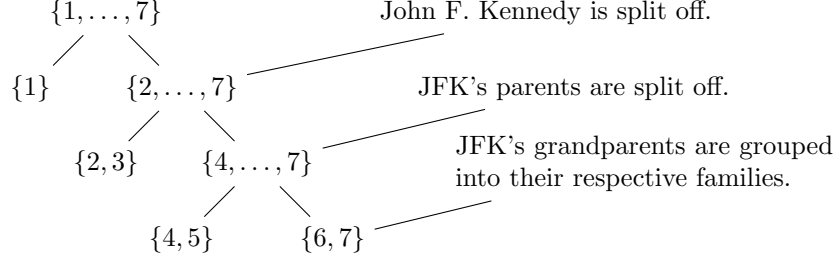 {1, . . . , 7}
John F. Kennedy is split off.
{1}
{2, . . . , 7}
JFK's parents are split off.
{2, 3}
{4, . . . , 7}
JFK's grandparents are grouped
into their respective families.
{4, 5}
{6, 7}